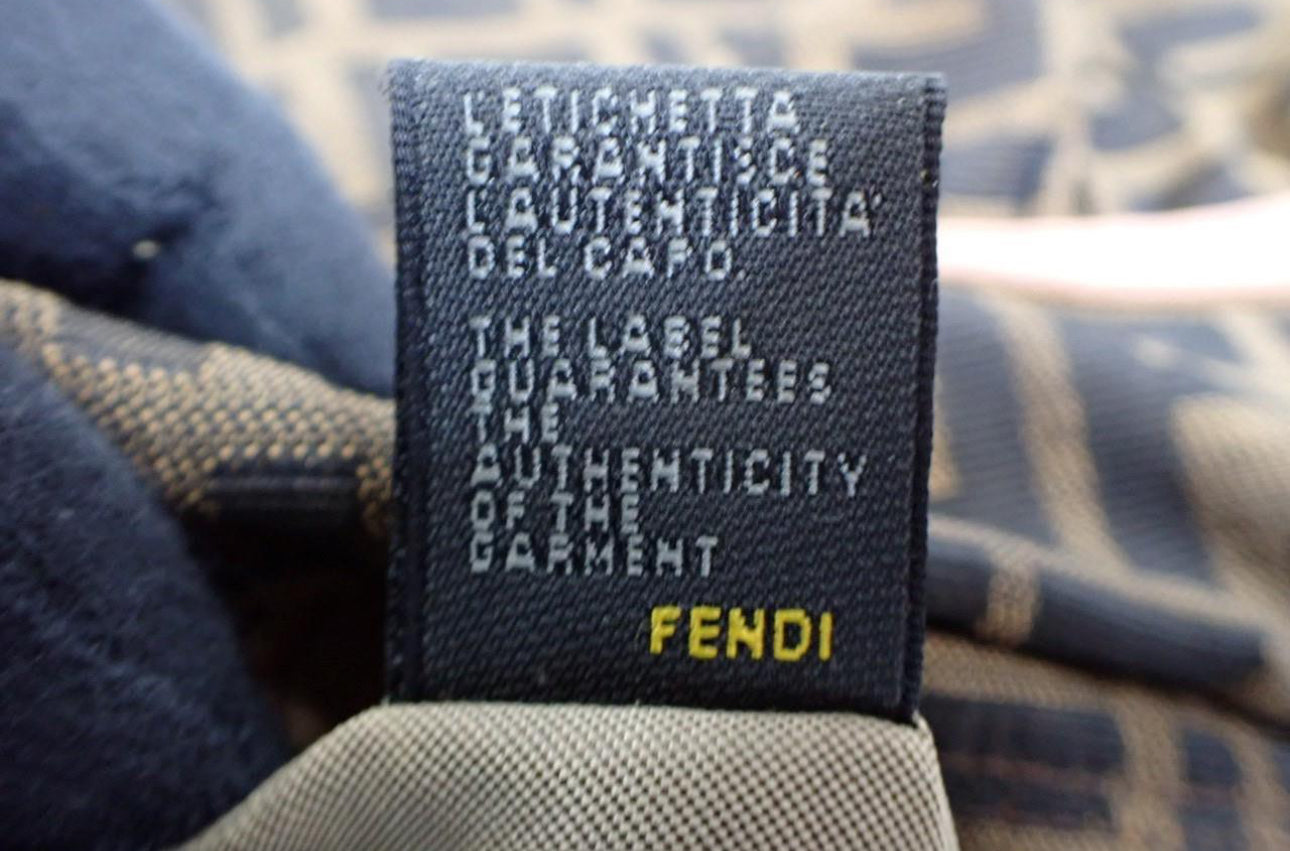 L'ETICHETTA
GARANTISCE
L'AUTENTICITA'
DEL CAPO.
THE LABEL
GUARANTEES
THE
AUTHENTICITY
OF THE
GARMENT
FENDI